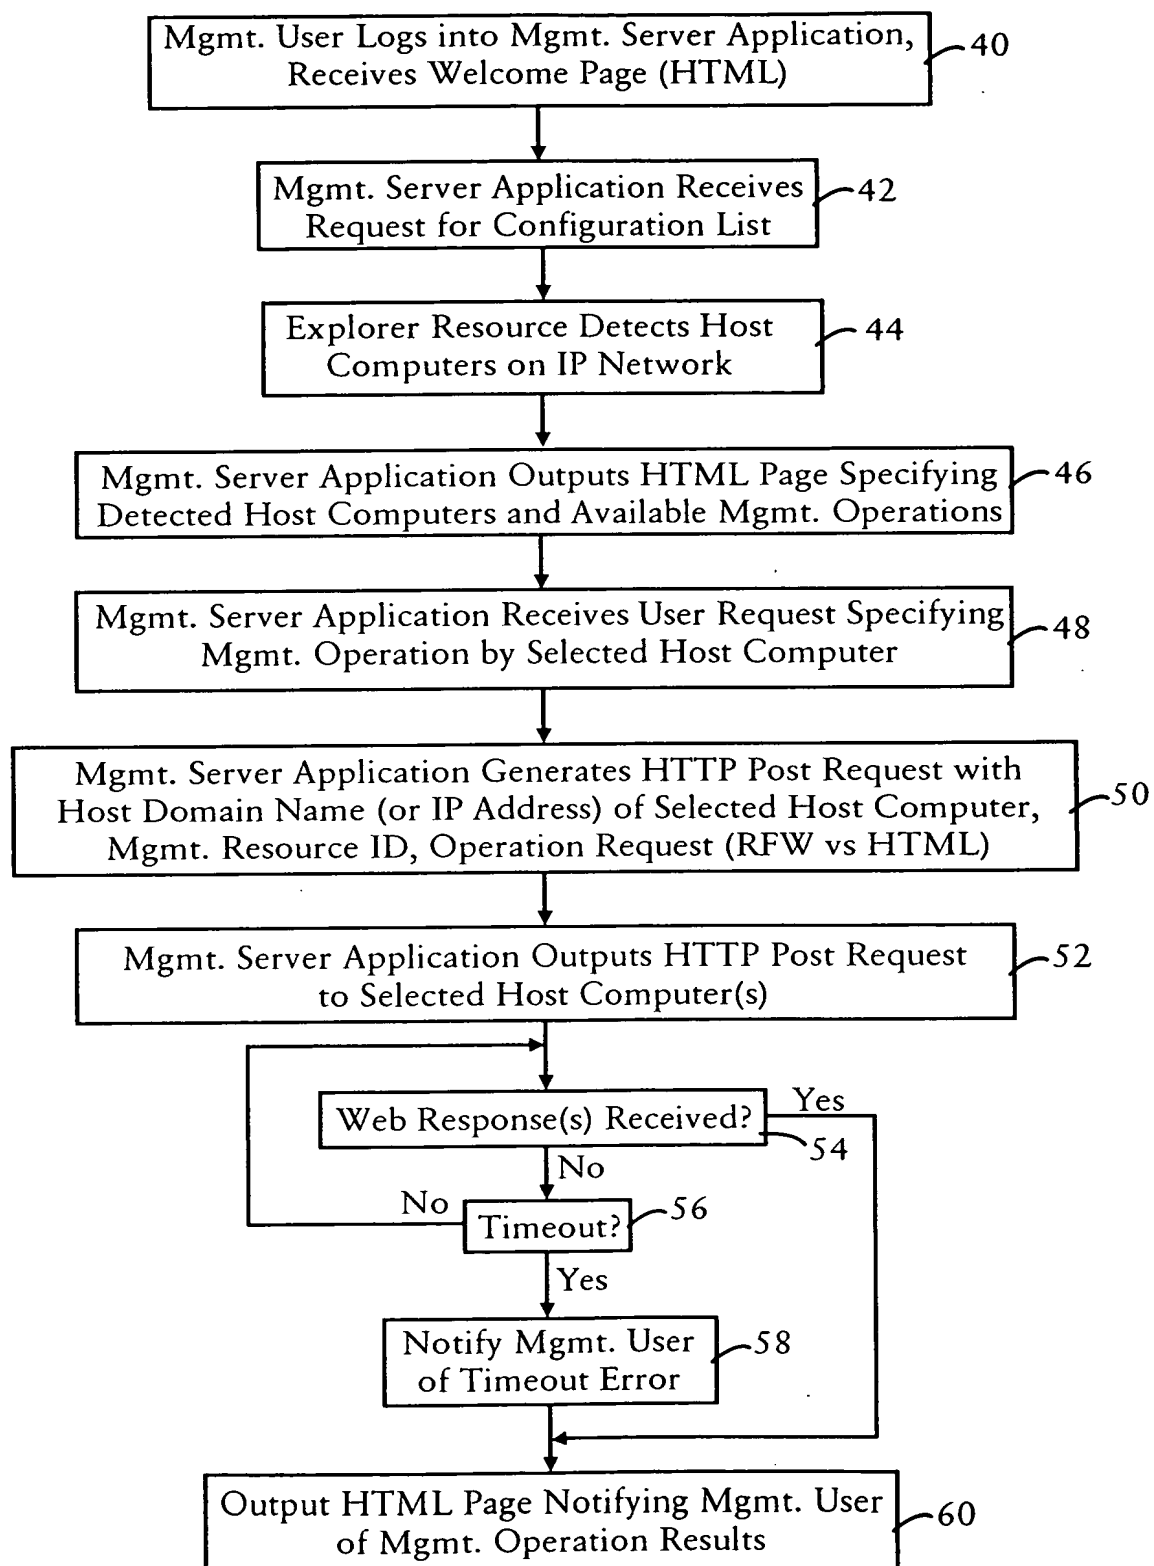 Mgmt. User Logs into Mgmt. Server Application,
Receives Welcome Page (HTML)
40
Mgmt. Server Application Receives
Request for Configuration List
42
Explorer Resource Detects Host
Computers on IP Network
44
Mgmt. Server Application Outputs HTML Page Specifying
Detected Host Computers and Available Mgmt. Operations
46
Mgmt. Server Application Receives User Request Specifying
Mgmt. Operation by Selected Host Computer
48
Mgmt. Server Application Generates HTTP Post Request with
Host Domain Name (or IP Address) of Selected Host Computer,
Mgmt. Resource ID, Operation Request (RFW vs HTML)
50
Mgmt. Server Application Outputs HTTP Post Request
to Selected Host Computer(s)
52
Web Response(s) Received?
Yes
54
No
No
Timeout?
56
Yes
Notify Mgmt. User
of Timeout Error
58
Output HTML Page Notifying Mgmt. User
of Mgmt. Operation Results
60